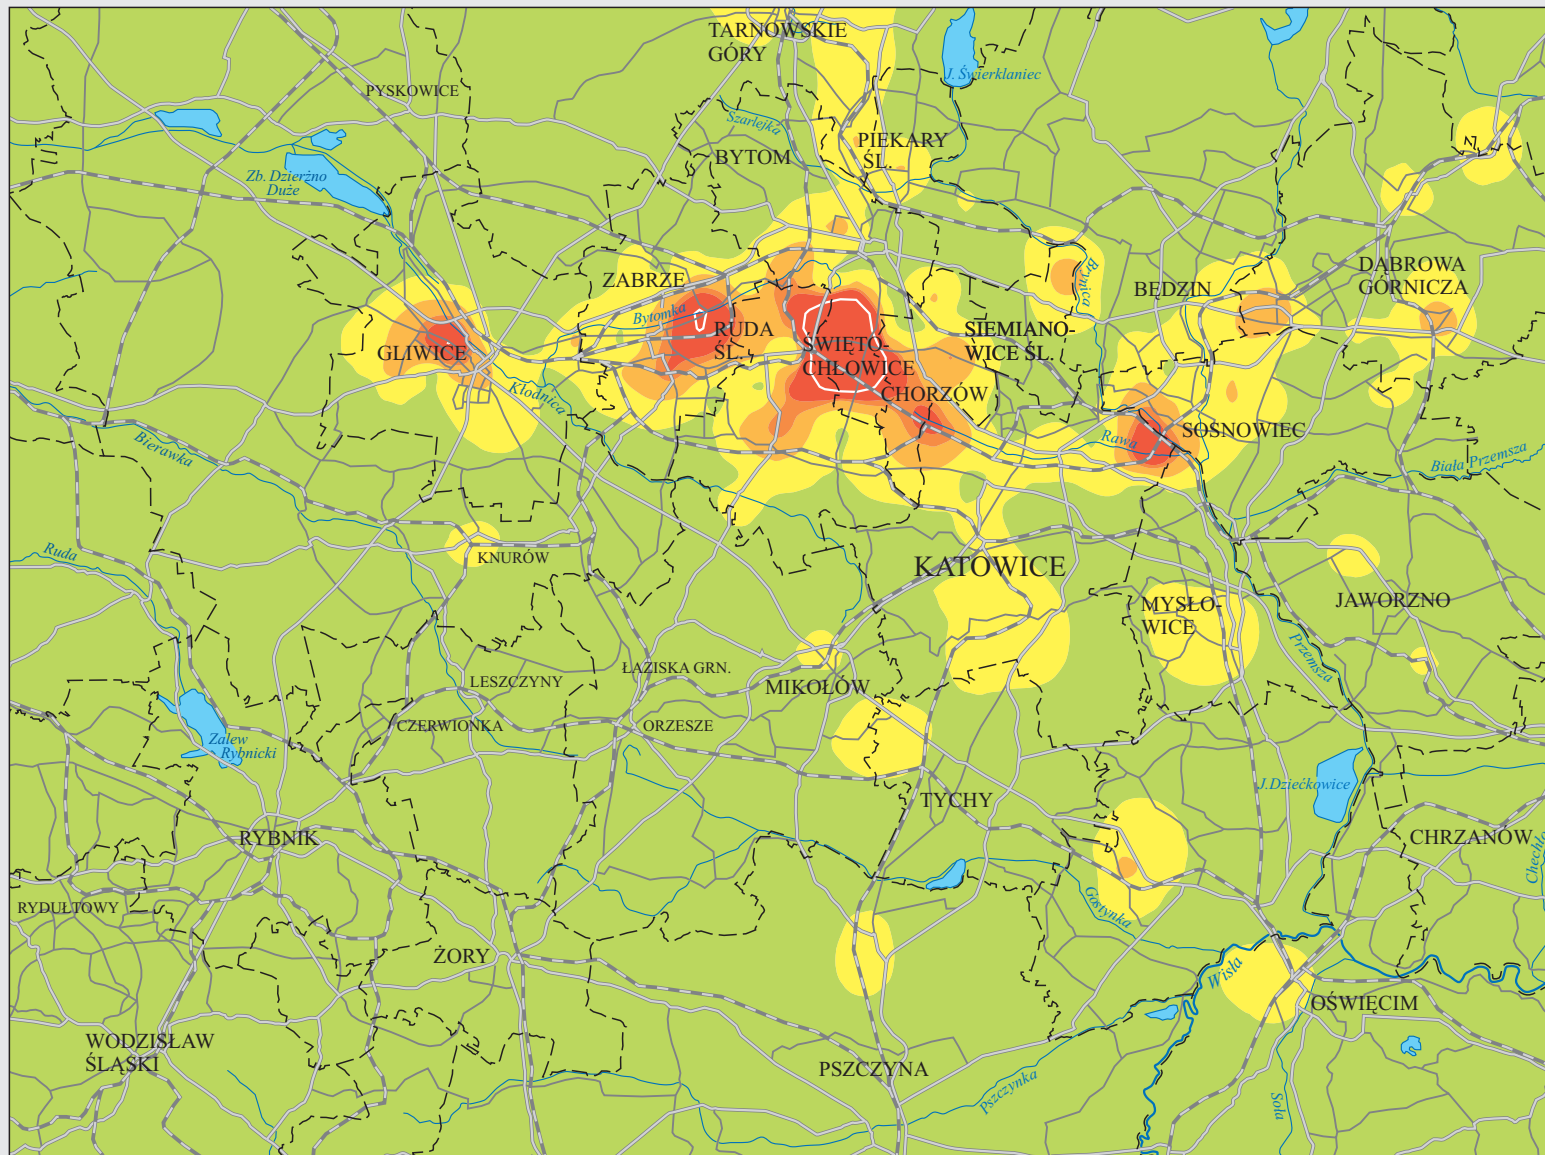 TARNOWSKIE
GÓRY
J. Świerklaniec
PYSKOWICE
Szarlejka
PIEKARY
ŚL.
BYTOM
Zb. Dzierżno
Duże
ZABRZE
Brynica
BĘDZIN
DĄBROWA
GÓRNICZA
Bytomka
RUDA
ŚL.
ŚWIĘTO-
CHŁOWICE
SIEMIANO-
WICE ŚL.
GLIWICE
Kłodnica
CHORZÓW
Rawa
SOSNOWIEC
Bierawka
Biała Przemsza
Ruda
KNURÓW
KATOWICE
MYSŁO-
WICE
JAWORZNO
Przemsza
ŁAZISKA GRN.
LESZCZYNY
MIKOŁÓW
CZERWIONKA
ORZESZE
Zalew
Rybnicki
J.Dziećkowice
TYCHY
RYBNIK
CHRZANÓW
Chechło
RYDUŁTOWY
Gostynka
ŻORY
Wisła
OŚWIĘCIM
WODZISŁAW
ŚLĄSKI
PSZCZYNA
Pszczynka
Soła